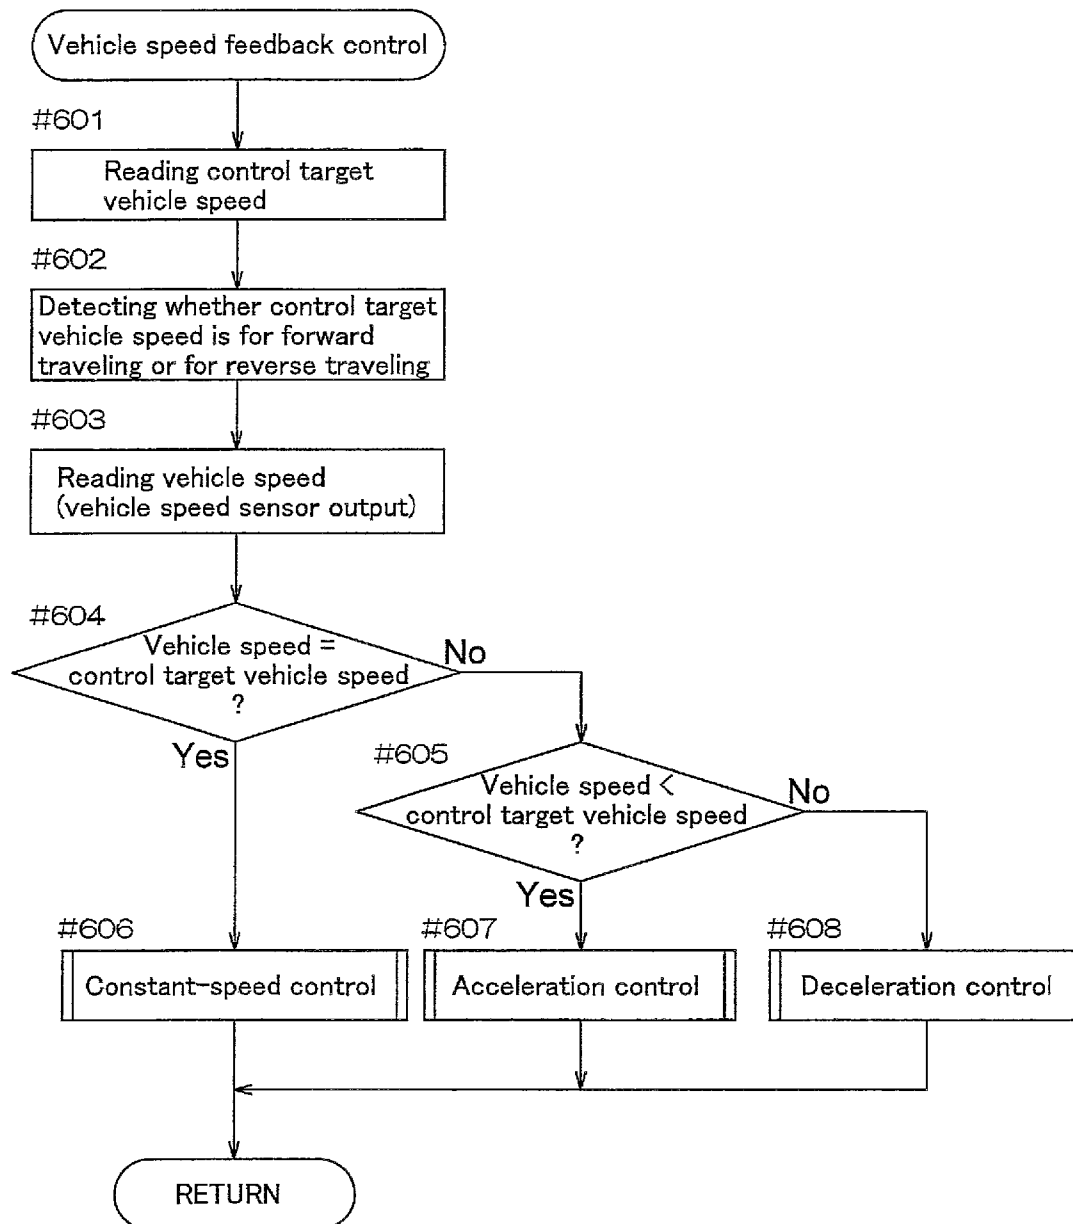 Vehicle speed feedback control
#601
Reading control target
vehicle speed
#602
Detecting whether control target
vehicle speed is for forward
traveling or for reverse traveling
#603
Reading vehicle speed
(vehicle speed sensor output)
#604
Vehicle speed =
control target vehicle speed
?
No
Yes
#605
Vehicle speed <
control target vehicle speed
?
No
Yes
#606
Constant-speed control
#607
Acceleration control
#608
Deceleration control
RETURN